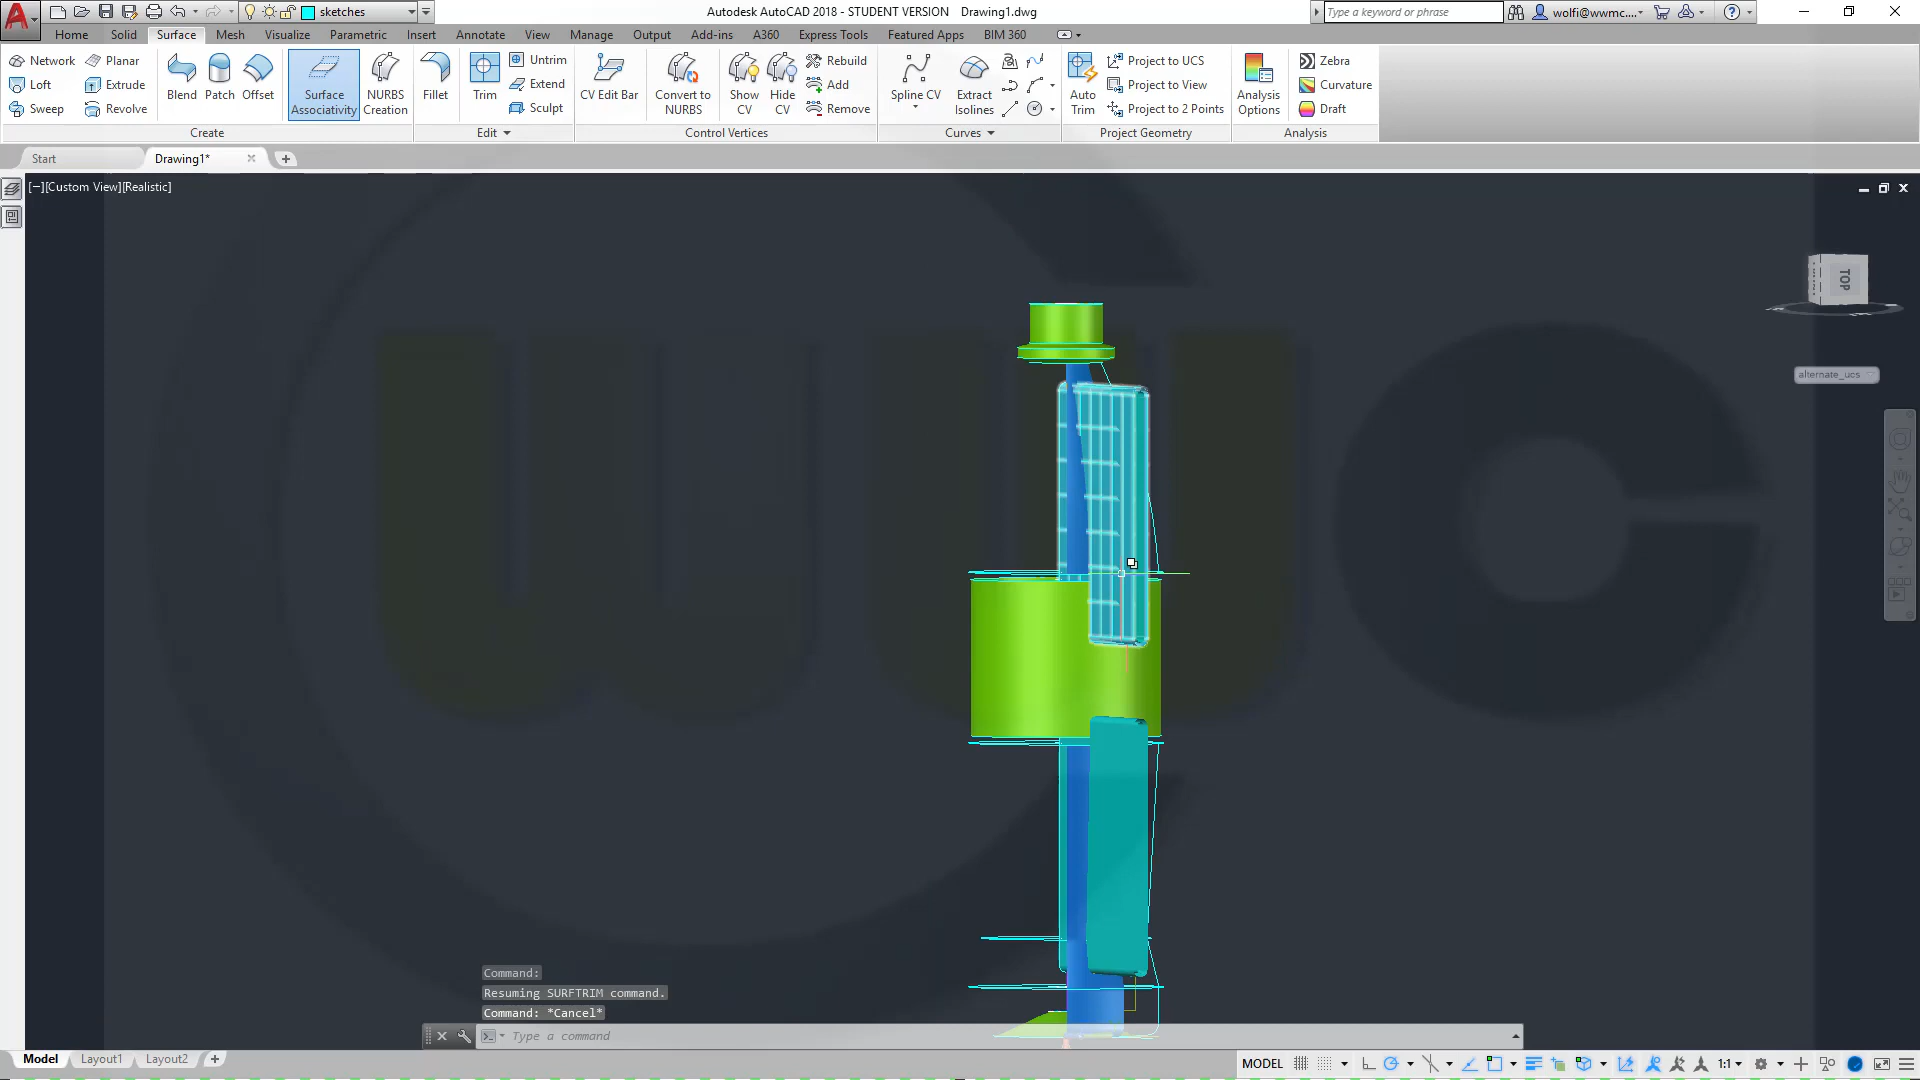 sketches
Autodesk AutoCAD 2018 - STUDENT VERSION Drawing1.dwg
Type a keyword or phrase
wolfi@wwmc....
Home Solid Surface Mesh Visualize Parametric Insert Annotate View Manage Output Add-ins A360 Express Tools Featured Apps BIM 360
Network Planar
Loft Extrude
Sweep Revolve
Blend Patch Offset
Surface Associativity
NURBS Creation
Create
Fillet Trim
Untrim
Extend
Sculpt
Edit
CV Edit Bar
Convert to NURBS
Show CV
Hide CV
Rebuild
Add
Remove
Control Vertices
Spline CV
Extract Isolines
Curves
Auto Trim
Project to UCS
Project to View
Project to 2 Points
Project Geometry
Analysis Options
Zebra
Curvature
Draft
Analysis
Start Drawing1*
[−][Custom View][Realistic]
TOP
alternate_ucs
wuuc
Command:
Resuming SURFTRIM command.
Command: *Cancel*
Type a command
Model Layout1 Layout2
MODEL 1:1